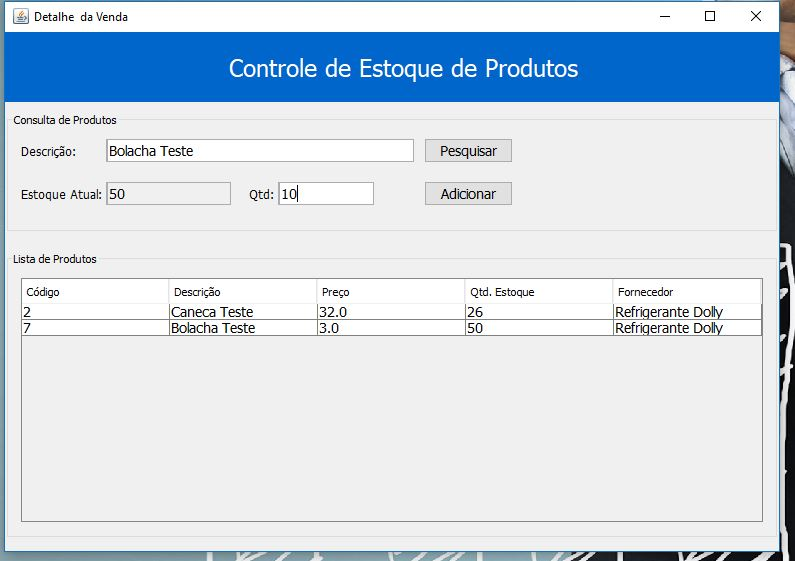 Detalhe da Venda
Controle de Estoque de Produtos
Consulta de Produtos
Descrição: Bolacha Teste Pesquisar
Estoque Atual: 50 Qtd: 10 Adicionar
Lista de Produtos
Código Descrição Preço Qtd. Estoque Fornecedor
2 Caneca Teste 32.0 26 Refrigerante Dolly
7 Bolacha Teste 3.0 50 Refrigerante Dolly